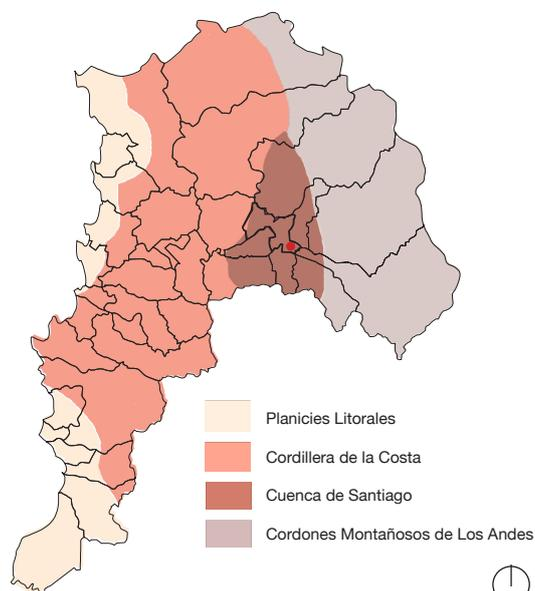 Planicies Litorales
Cordillera de la Costa
Cuenca de Santiago
Cordones Montañosos de Los Andes